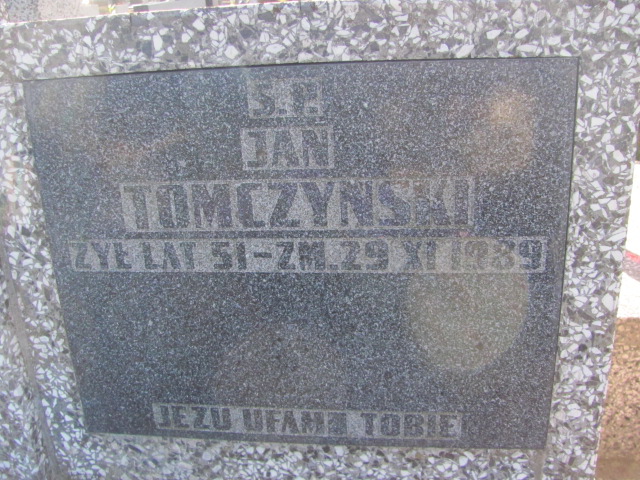 Ś.P.
JAN
TOMCZYŃSKI
ŻYŁ LAT 51-ZM. 29 XI 1989
JEZU UFAM TOBIE